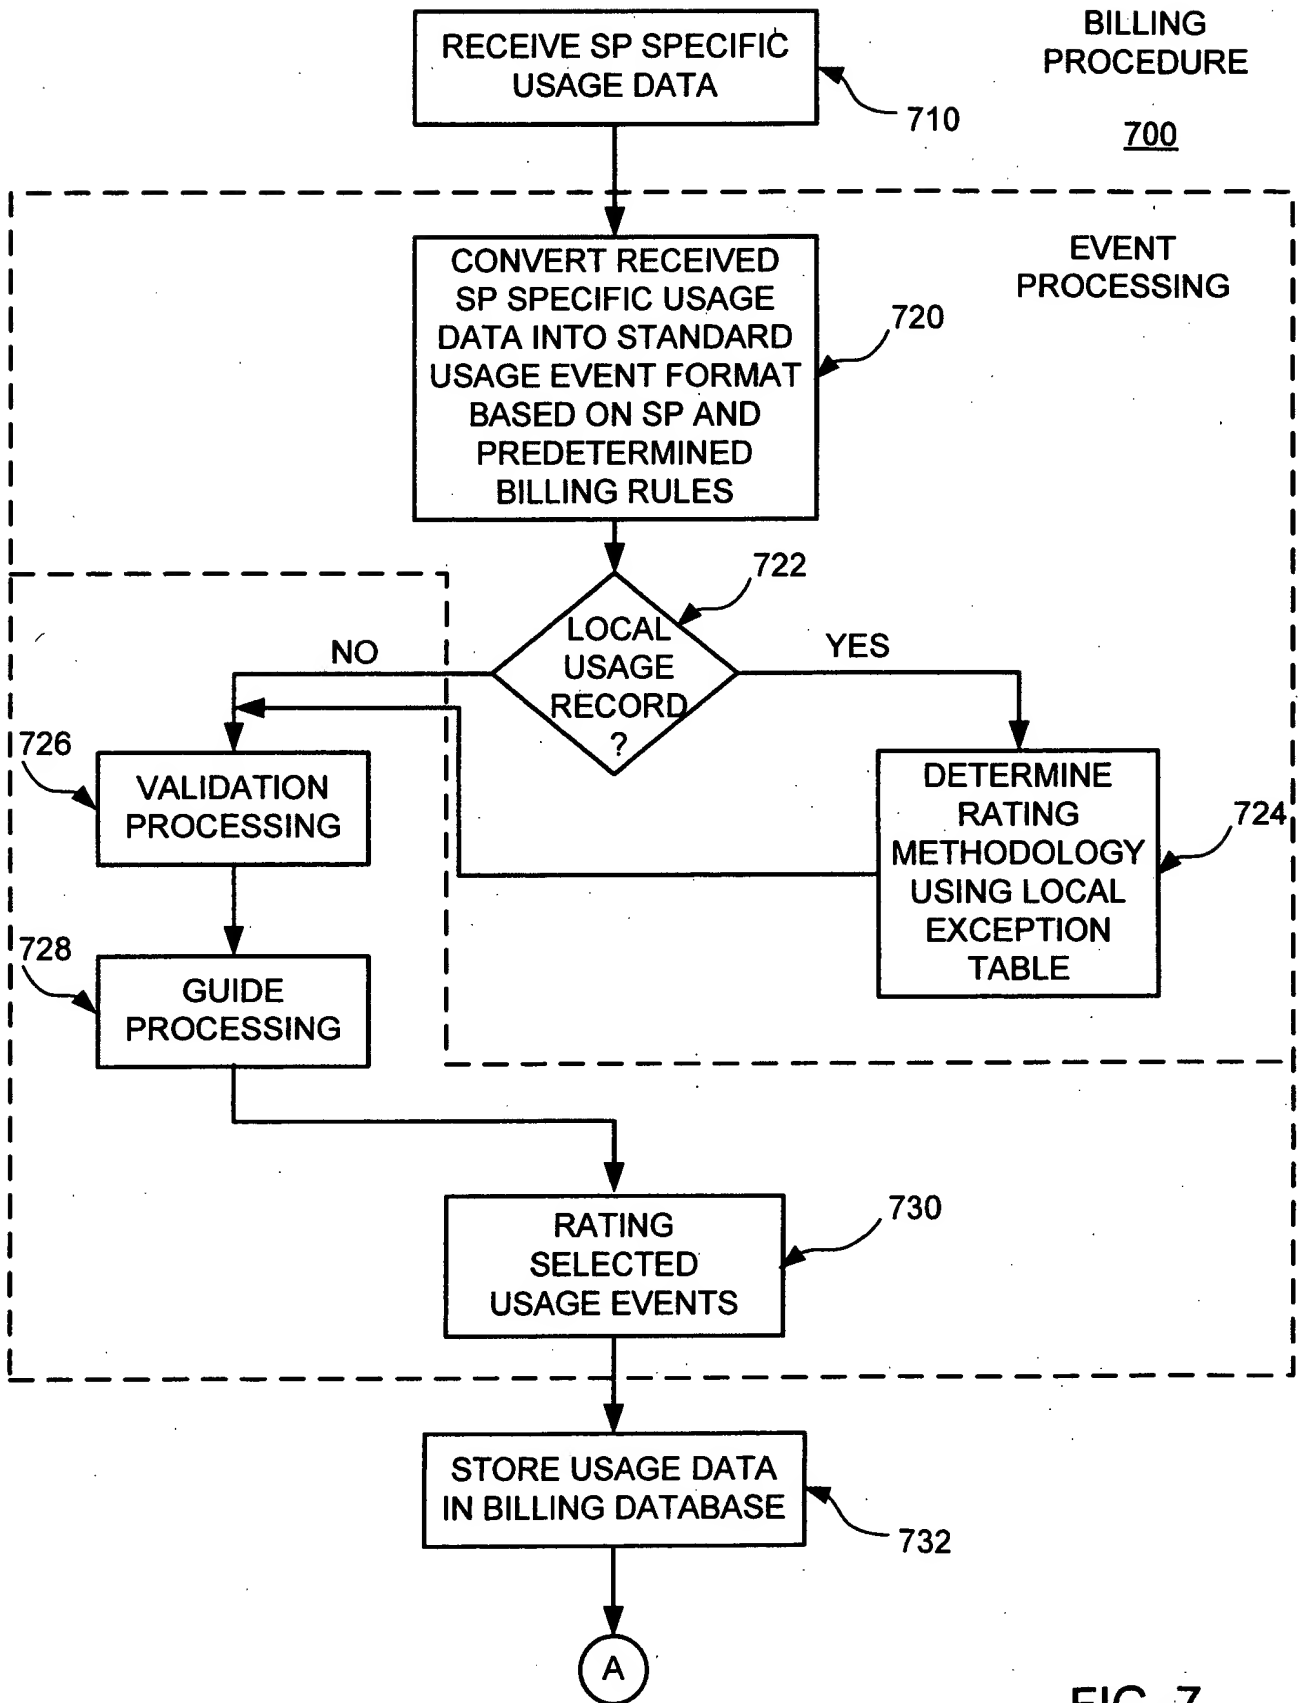 RECEIVE SP SPECIFIC
USAGE DATA
710
BILLING
PROCEDURE
700
EVENT
PROCESSING
CONVERT RECEIVED
SP SPECIFIC USAGE
DATA INTO STANDARD
USAGE EVENT FORMAT
BASED ON SP AND
PREDETERMINED
BILLING RULES
720
722
LOCAL
USAGE
RECORD
?
NO
YES
726
VALIDATION
PROCESSING
DETERMINE
RATING
METHODOLOGY
USING LOCAL
EXCEPTION
TABLE
724
728
GUIDE
PROCESSING
RATING
SELECTED
USAGE EVENTS
730
STORE USAGE DATA
IN BILLING DATABASE
732
A
FIG. 7